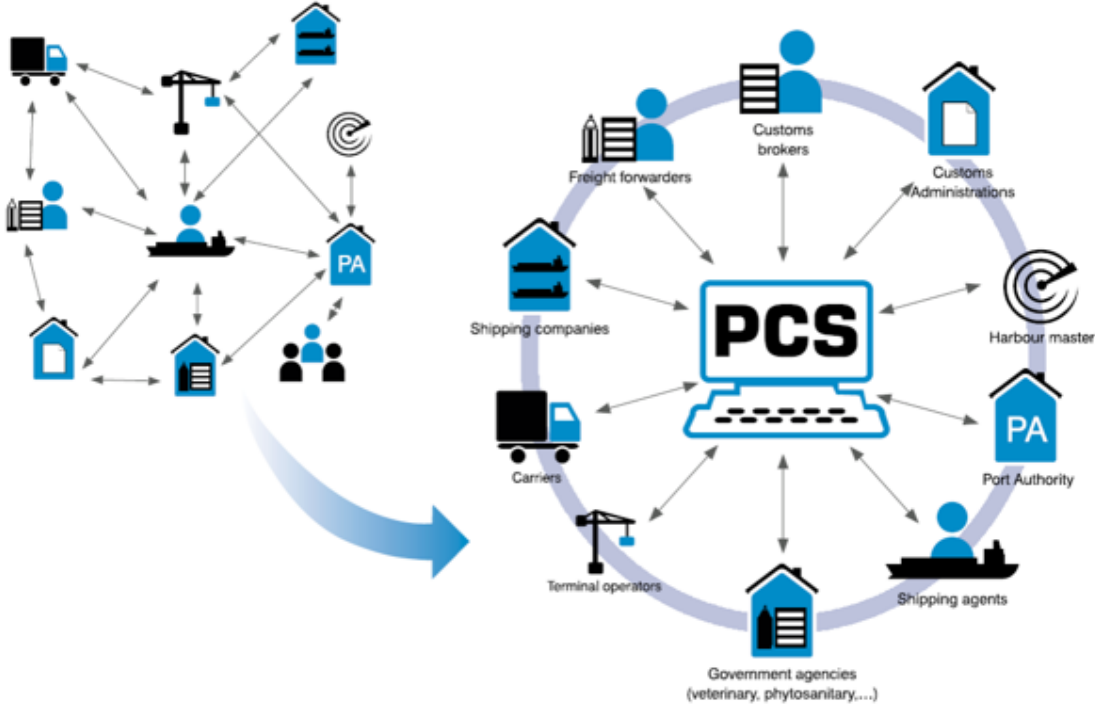 PA
Customs
brokers
Freight forwarders
Customs
Administrations
Shipping companies
PCS
Harbour master
Carriers
PA
Port Authority
Terminal operators
Shipping agents
Government agencies
(veterinary, phytosanitary,...)